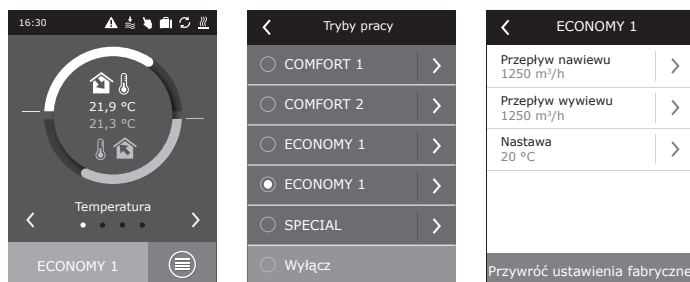 16:30
21,9 °C
21,3 °C
Temperatura
ECONOMY 1
Tryby pracy
COMFORT 1
COMFORT 2
ECONOMY 1
ECONOMY 1
SPECIAL
Wyłącz
ECONOMY 1
Przepływ nawiewu
1250 m³/h
Przepływ wywiewu
1250 m³/h
Nastawa
20 °C
Przywróć ustawienia fabryczne